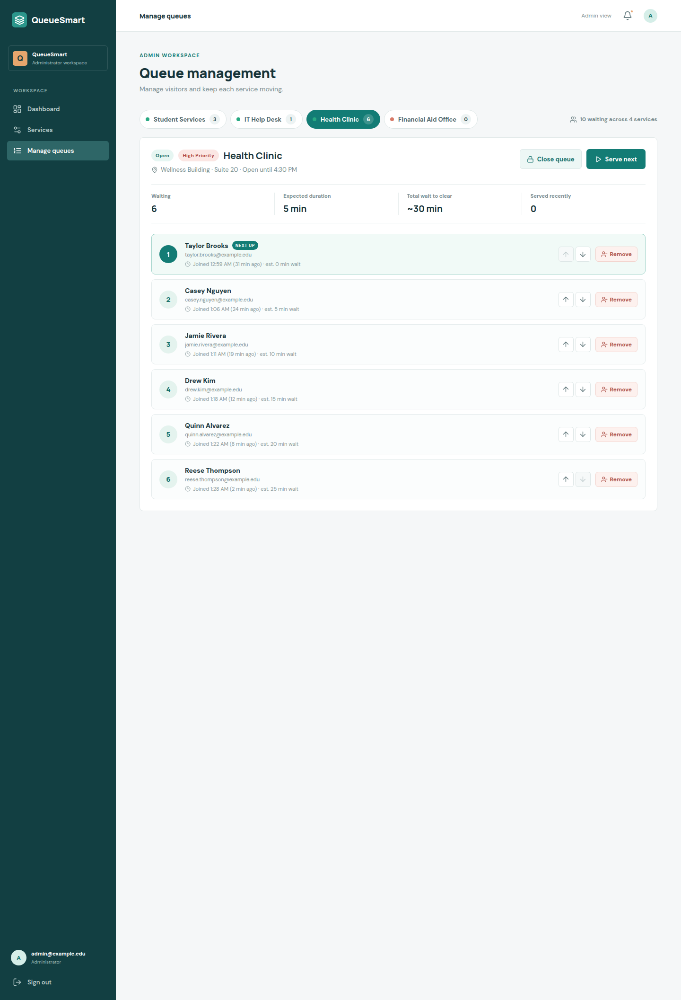 QueueSmart
Q
QueueSmart
Administrator workspace
WORKSPACE
Dashboard
Services
Manage queues
admin@example.edu
A
Administrator
Sign out
Manage queues
Admin view
A
ADMIN WORKSPACE
Queue management
Manage visitors and keep each service moving.
Student Services 3
IT Help Desk 1
Health Clinic 6
Financial Aid Office 0
10 waiting across 4 services
Open
High Priority
Health Clinic
Wellness Building · Suite 20 · Open until 4:30 PM
Close queue
Serve next
Waiting
6
Expected duration
5 min
Total wait to clear
~30 min
Served recently
0
1
Taylor Brooks NEXT UP
taylor.brooks@example.edu
Joined 12:59 AM (31 min ago) · est. 0 min wait
Remove
2
Casey Nguyen
casey.nguyen@example.edu
Joined 1:06 AM (24 min ago) · est. 5 min wait
Remove
3
Jamie Rivera
jamie.rivera@example.edu
Joined 1:11 AM (19 min ago) · est. 10 min wait
Remove
4
Drew Kim
drew.kim@example.edu
Joined 1:18 AM (12 min ago) · est. 15 min wait
Remove
5
Quinn Alvarez
quinn.alvarez@example.edu
Joined 1:22 AM (8 min ago) · est. 20 min wait
Remove
6
Reese Thompson
reese.thompson@example.edu
Joined 1:28 AM (2 min ago) · est. 25 min wait
Remove